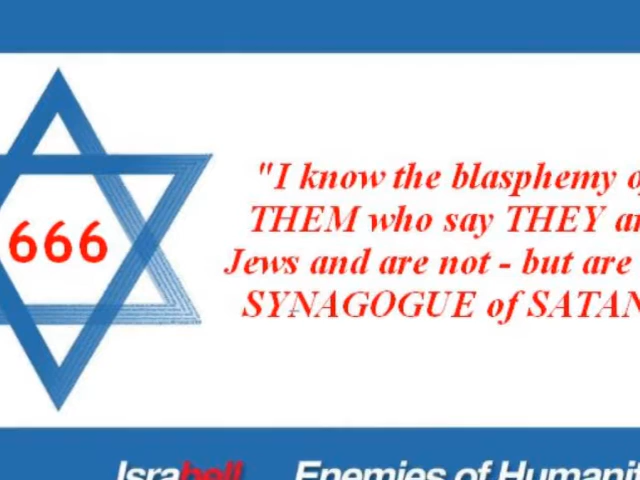 "I know the blasphemy o
THEM who say THEY a
666
Jews and are not - but are
SYNAGOGUE of SATAN
Israhell Enemies of Humanit